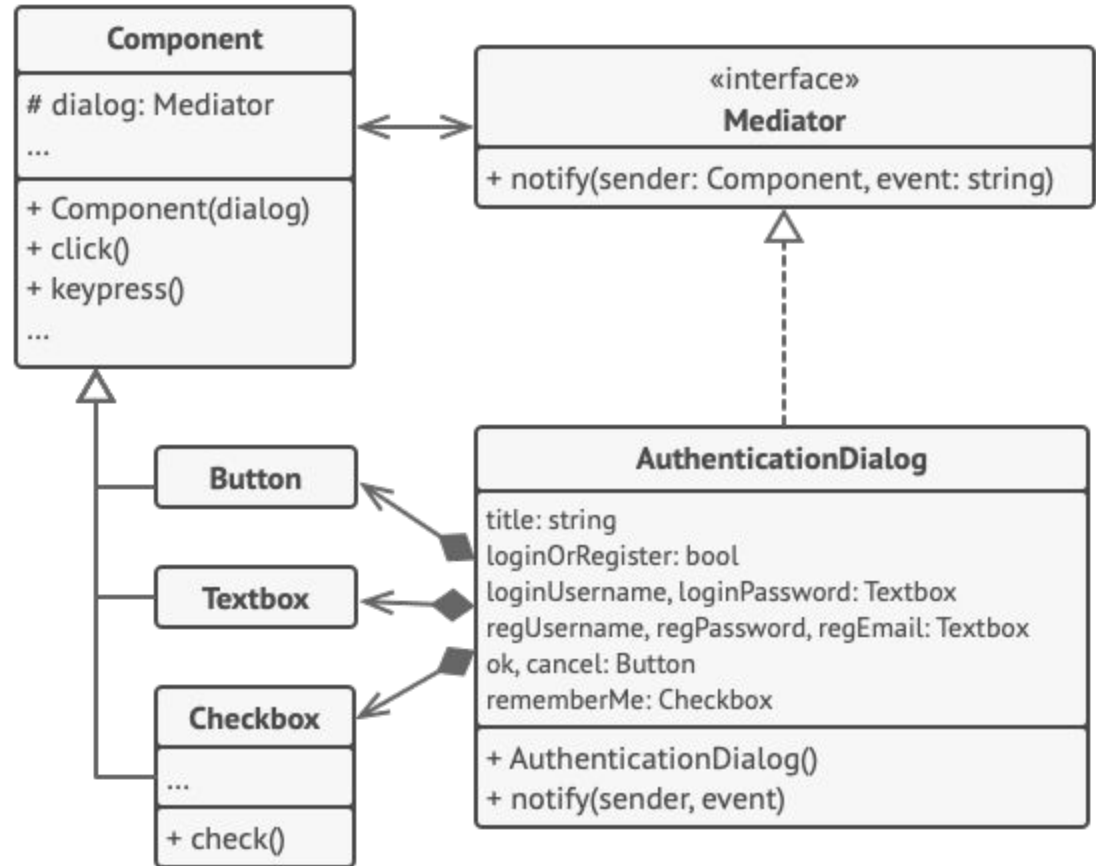 Component
# dialog: Mediator
...
+ Component(dialog)
+ click()
+ keypress()
...
«interface»
Mediator
+ notify(sender: Component, event: string)
Button
Textbox
Checkbox
...
+ check()
AuthenticationDialog
title: string
loginOrRegister: bool
loginUsername, loginPassword: Textbox
regUsername, regPassword, regEmail: Textbox
ok, cancel: Button
rememberMe: Checkbox
+ AuthenticationDialog()
+ notify(sender, event)